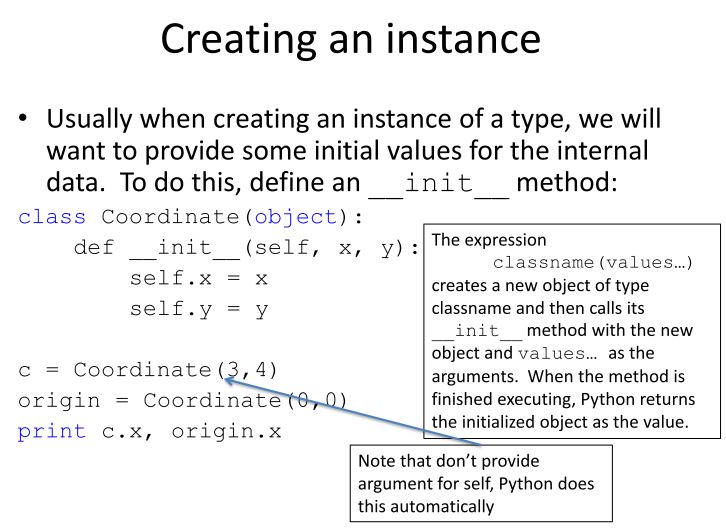 Creating an instance
• Usually when creating an instance of a type, we will
want to provide some initial values for the internal
data.  To do this, define an __init__ method:
class Coordinate(object):
    def __init__(self, x, y):
        self.x = x
        self.y = y
c = Coordinate(3,4)
origin = Coordinate(0,0)
print c.x, origin.x
The expression
classname(values…)
creates a new object of type
classname and then calls its
__init__ method with the new
object and values… as the
arguments.  When the method is
finished executing, Python returns
the initialized object as the value.
Note that don’t provide
argument for self, Python does
this automatically